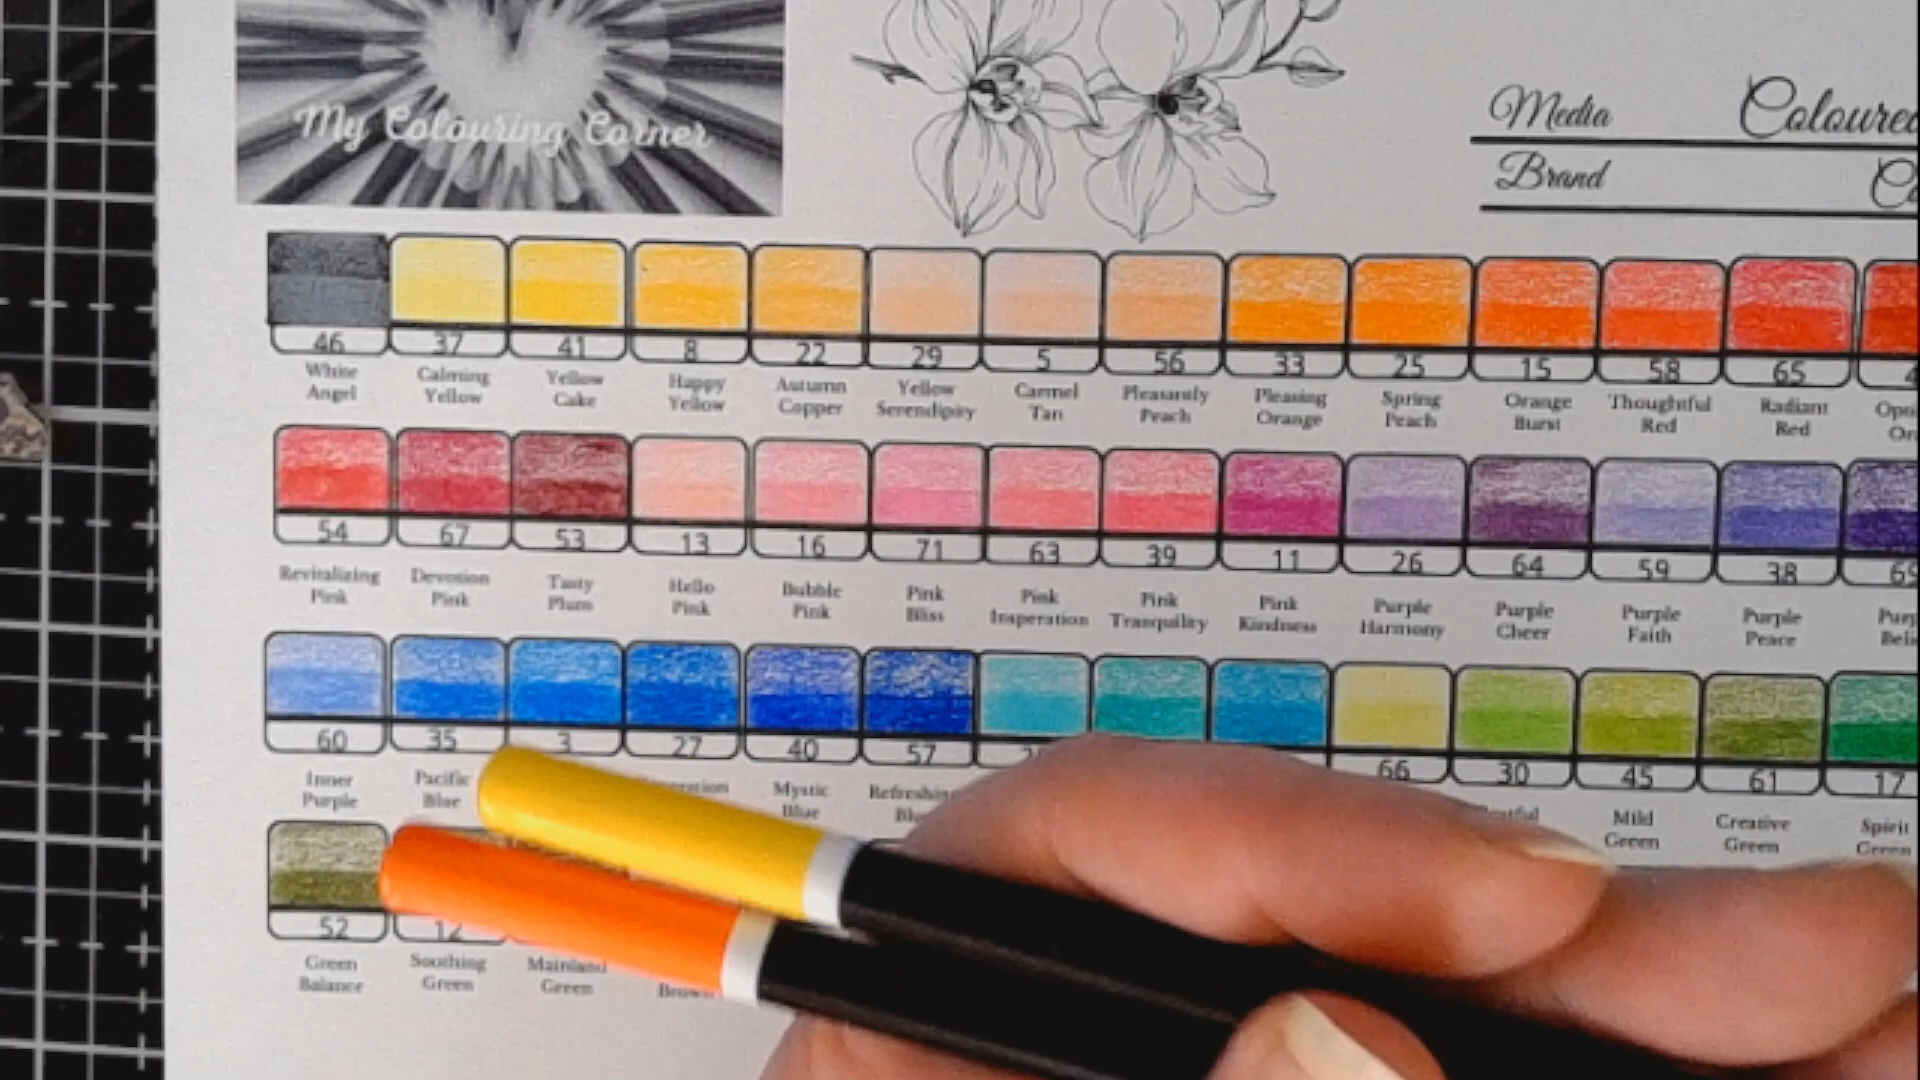 My Colouring Corner
Media Coloured
Brand
46 37 41 8 22 29 5 56 33 25 15 58 65
White Calming Yellow Happy Autumn Yellow Carmel Pleasantly Pleasing Spring Orange Thoughtful Radiant
Angel Yellow Cake Yellow Copper Serendipity Tan Peach Orange Peach Burst Red Red
54 67 53 13 16 71 63 39 11 26 64 59 38 69
Revitalizing Devotion Tasty Hello Bubble Pink Pink Pink Pink Purple Purple Purple Purple
Pink Pink Plum Pink Pink Bliss Insperation Tranquility Kindness Harmony Cheer Faith Peace
60 35 3 27 40 57 66 30 45 61 17
Inner Pacific Mystic Refreshing Mild Creative Spirit
Purple Blue Blue Green Green Green
52 12
Green Soothing Mainland
Balance Green Green Brown